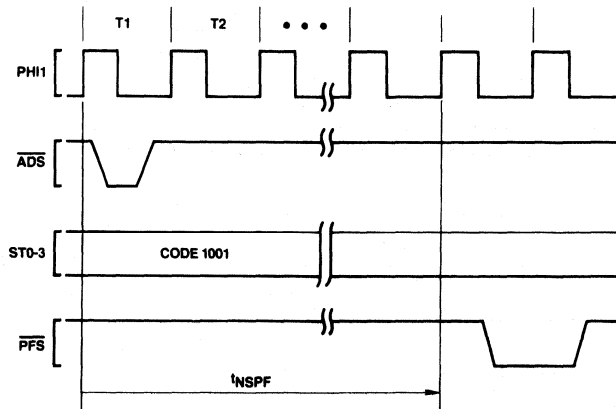 T1 T2 • • •
PHI1
ADS
ST0-3 CODE 1001
PFS
tNSPF